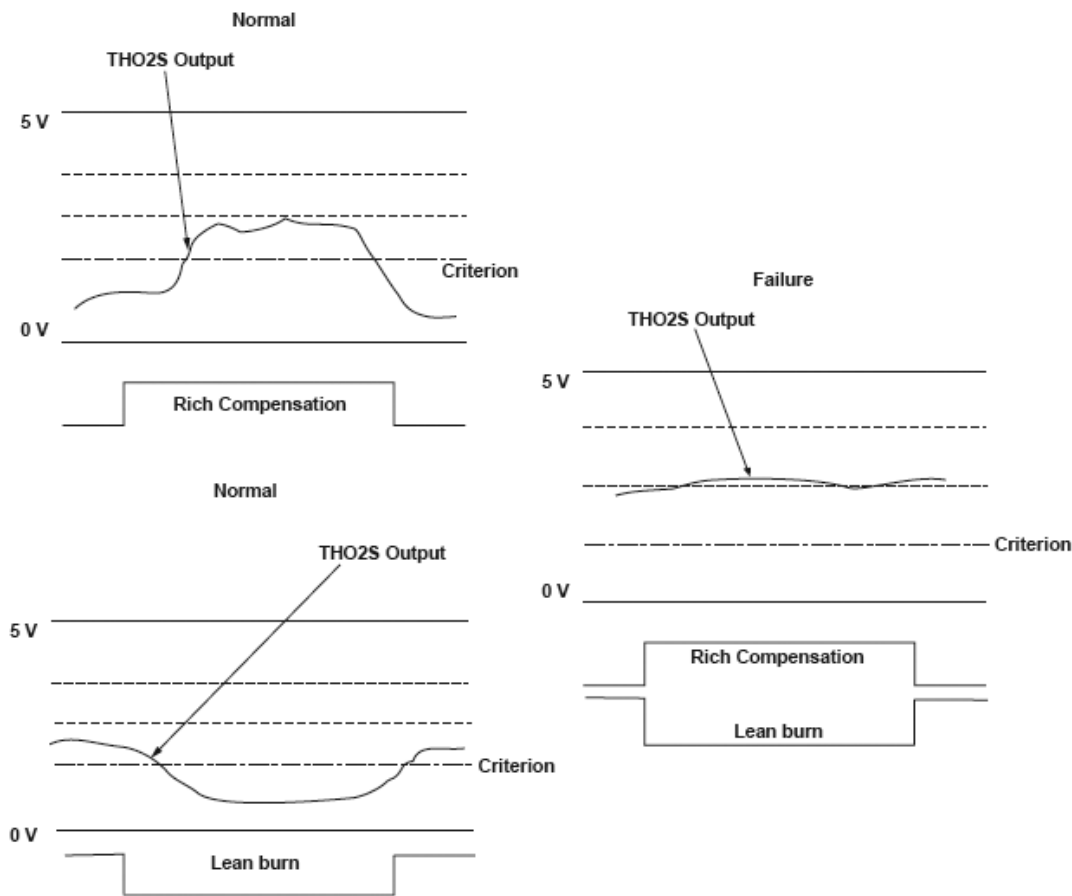 Normal
THO2S Output
5 V
Criterion
0 V
Rich Compensation
Normal
THO2S Output
5 V
Criterion
0 V
Lean burn
Failure
THO2S Output
5 V
Criterion
0 V
Rich Compensation
Lean burn